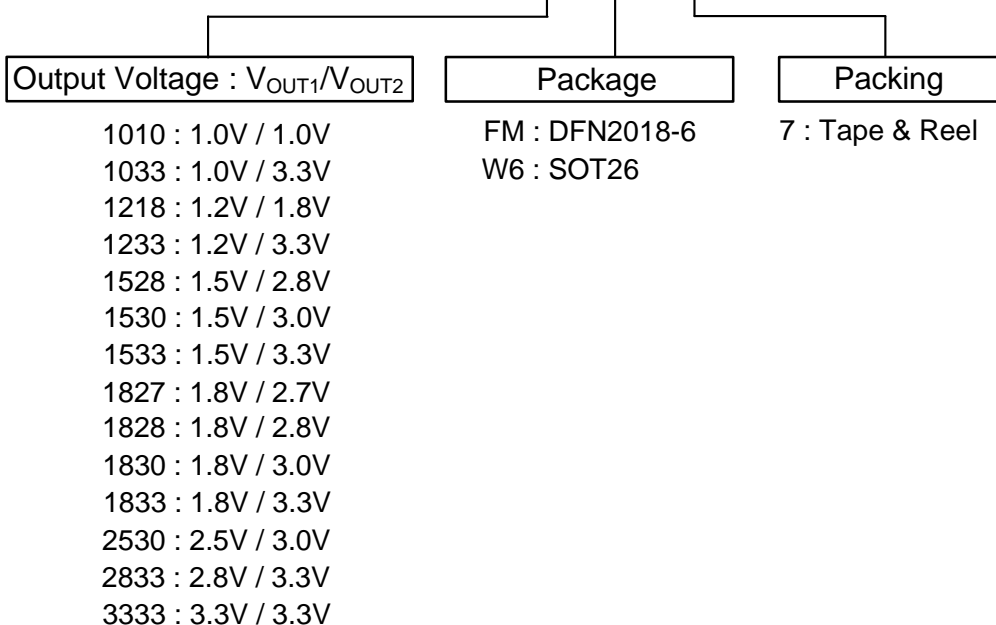 Output Voltage : VOUT1/VOUT2
1010 : 1.0V / 1.0V
1033 : 1.0V / 3.3V
1218 : 1.2V / 1.8V
1233 : 1.2V / 3.3V
1528 : 1.5V / 2.8V
1530 : 1.5V / 3.0V
1533 : 1.5V / 3.3V
1827 : 1.8V / 2.7V
1828 : 1.8V / 2.8V
1830 : 1.8V / 3.0V
1833 : 1.8V / 3.3V
2530 : 2.5V / 3.0V
2833 : 2.8V / 3.3V
3333 : 3.3V / 3.3V
Package
FM : DFN2018-6
W6 : SOT26
Packing
7 : Tape & Reel